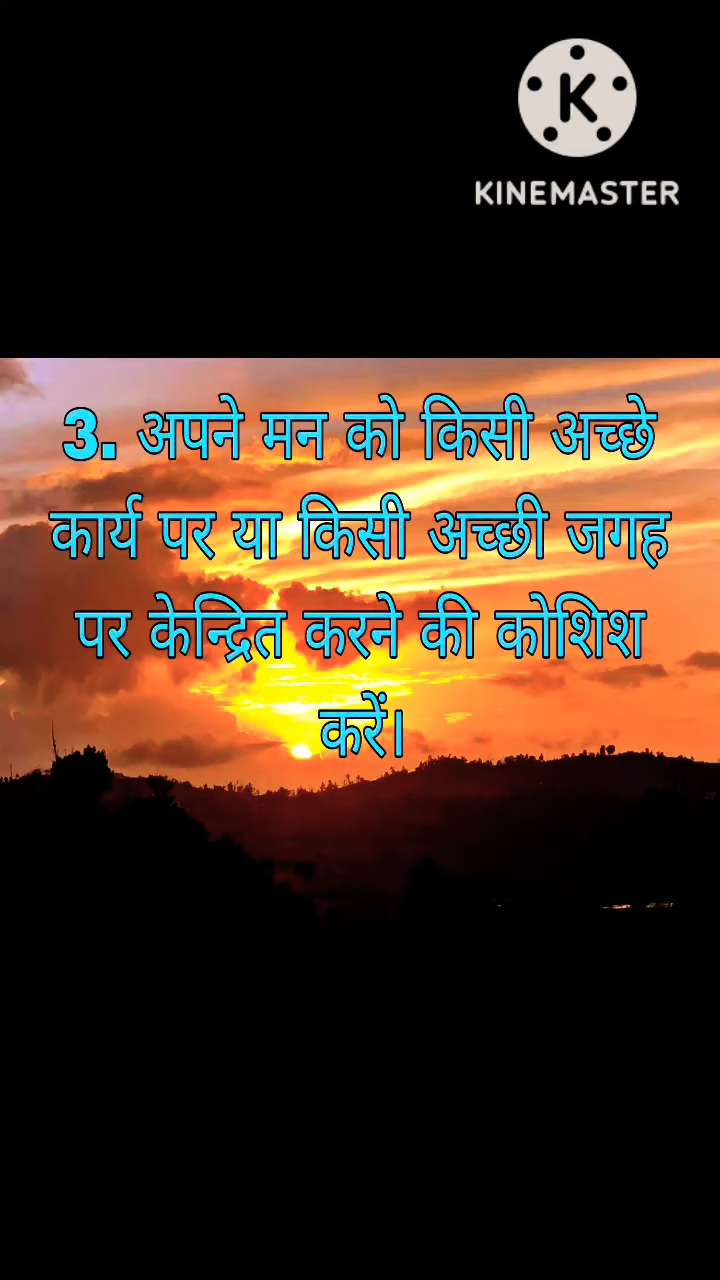 K
KINEMASTER
3. अपने मन को किसी अच्छे
कार्य पर या किसी अच्छी जगह
पर केन्द्रित करने की कोशिश
करें।